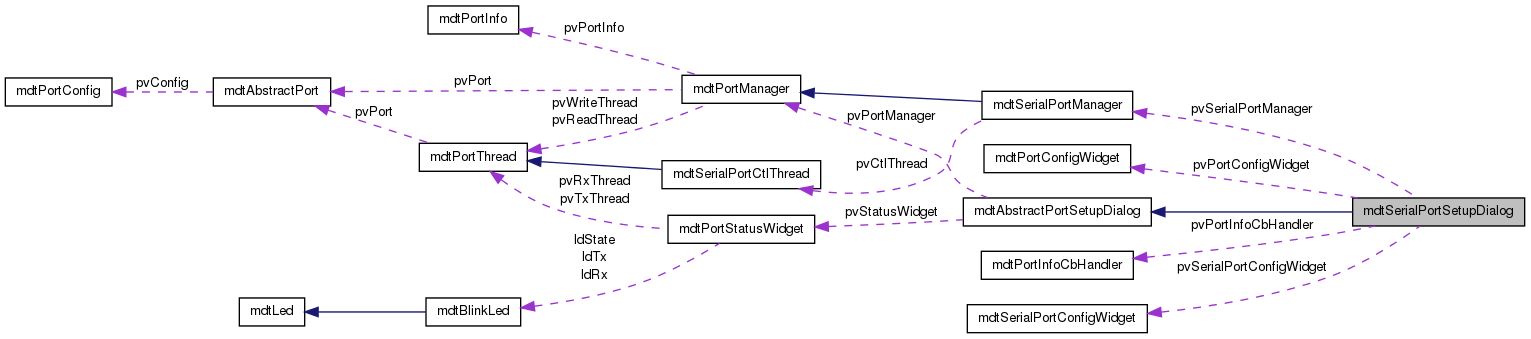 mdtPortInfo
pvPortInfo
mdtPortConfig
pvConfig
mdtAbstractPort
pvPort
mdtPortManager
mdtSerialPortManager
pvSerialPortManager
pvWriteThread
pvReadThread
pvPort
pvPortManager
mdtPortThread
mdtPortConfigWidget
pvPortConfigWidget
pvCtlThread
mdtSerialPortCtlThread
pvRxThread
pvTxThread
mdtAbstractPortSetupDialog
mdtSerialPortSetupDialog
pvStatusWidget
mdtPortStatusWidget
pvPortInfoCbHandler
ldState
ldTx
ldRx
mdtPortInfoCbHandler
pvSerialPortConfigWidget
mdtLed
mdtBlinkLed
mdtSerialPortConfigWidget